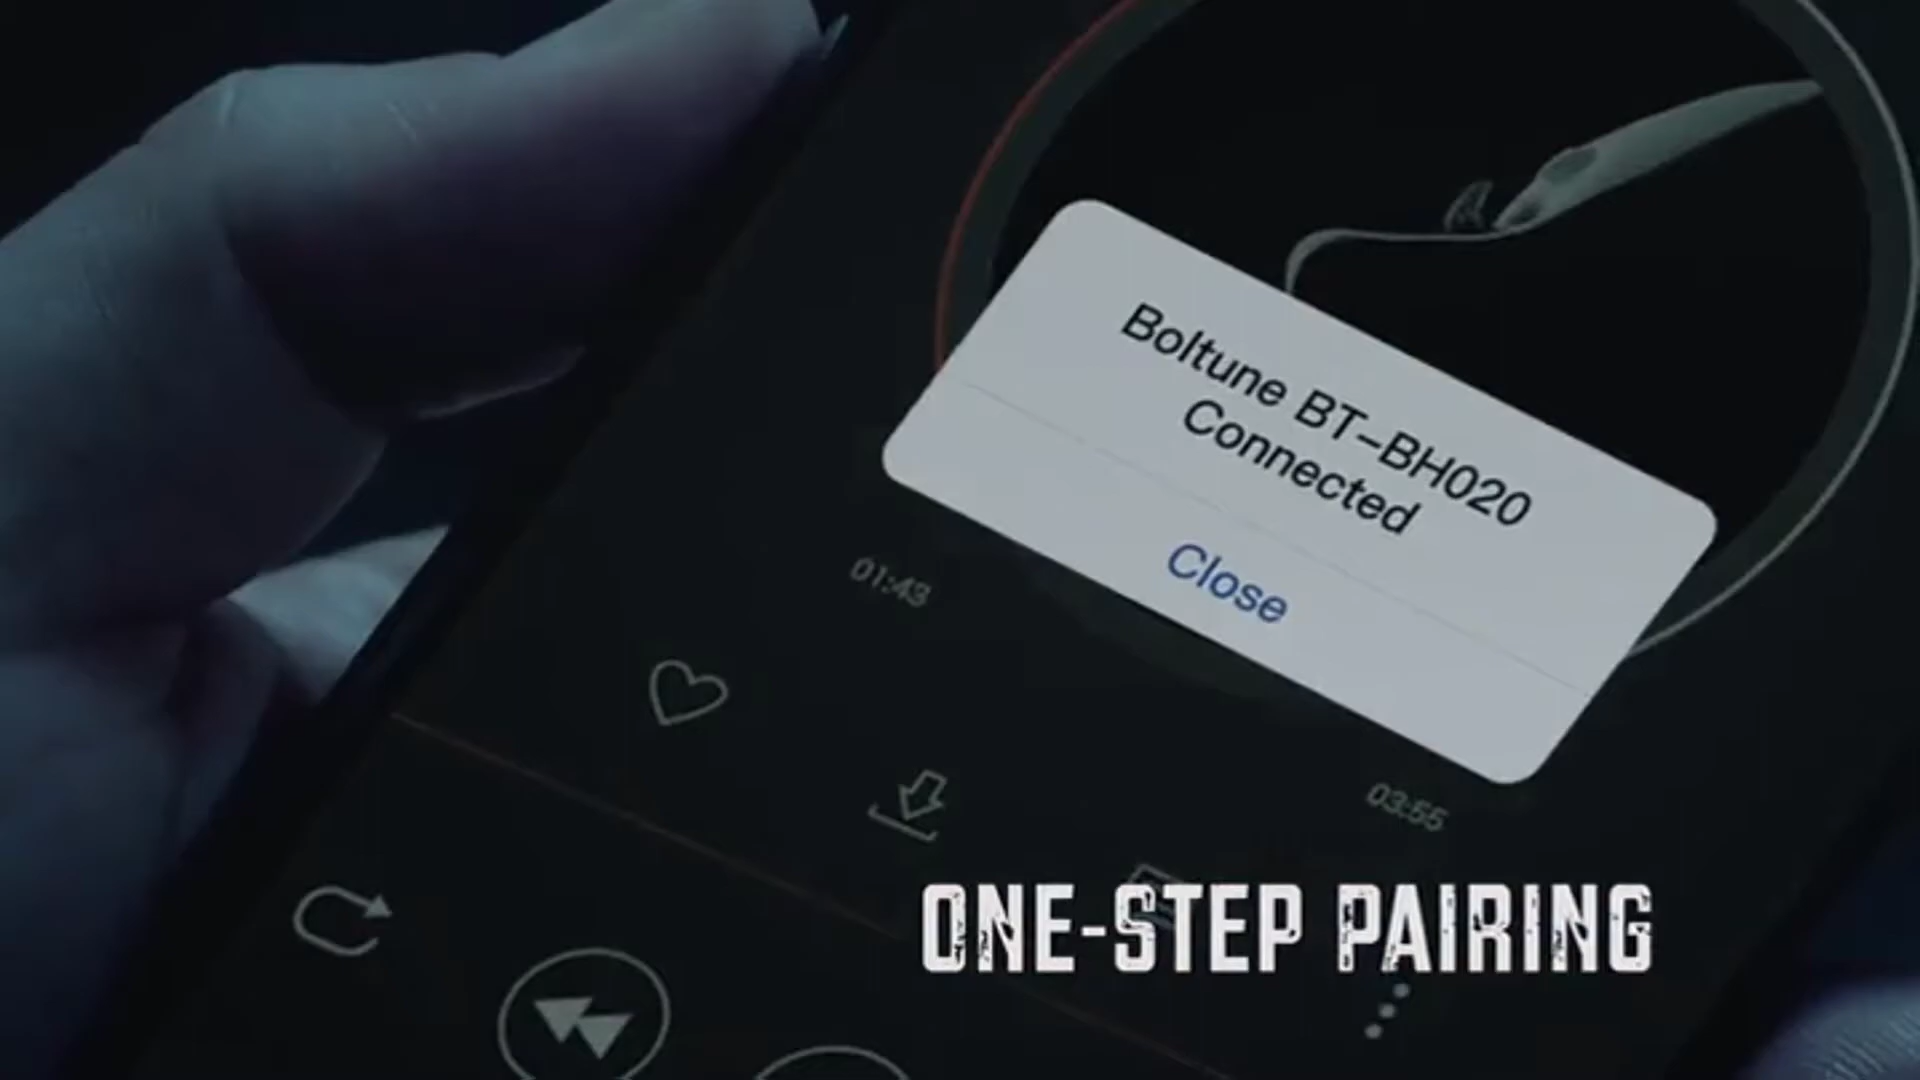 Boltune BT-BH020
Connected
Close
01:43
03:55
ONE-STEP PAIRING